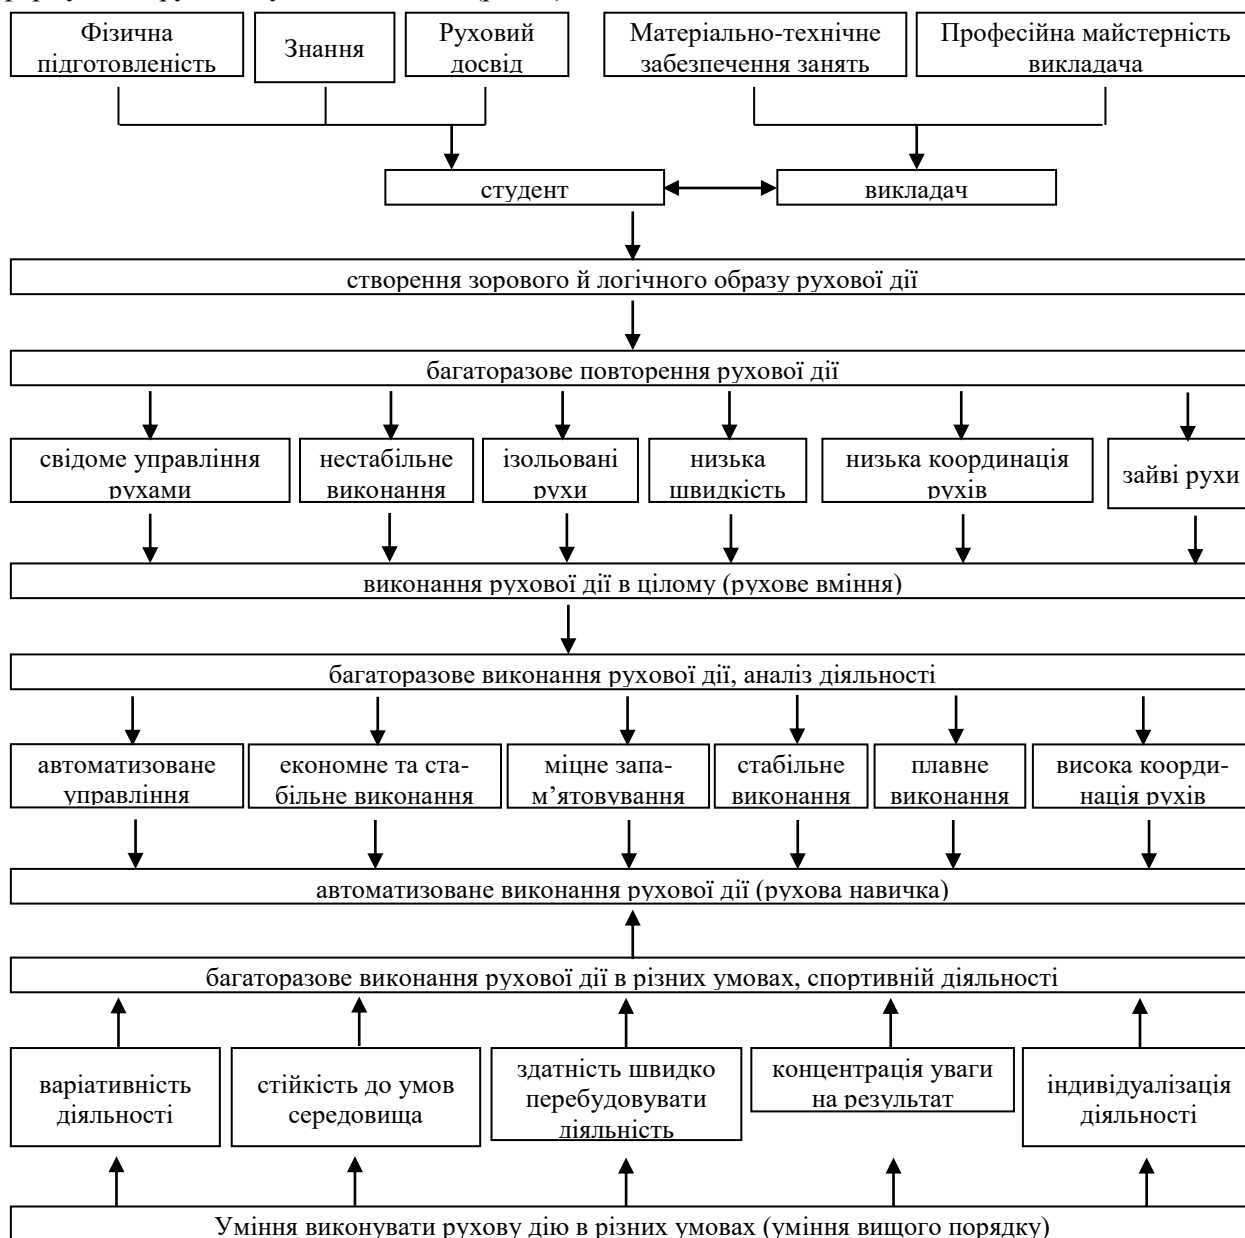 Фізична
підготовленість
Знання
Руховий
досвід
Матеріально-технічне
забезпечення занять
Професійна майстерність
викладача
студент
викладач
створення зорового й логічного образу рухової дії
багаторазове повторення рухової дії
свідоме управління
рухами
нестабільне
виконання
ізольовані
рухи
низька
швидкість
низька координація
рухів
зайві рухи
виконання рухової дії в цілому (рухове вміння)
багаторазове виконання рухової дії, аналіз діяльності
автоматизоване
управління
економне та ста-
більне виконання
міцне запа-
м’ятовування
стабільне
виконання
плавне
виконання
висока коорди-
нація рухів
автоматизоване виконання рухової дії (рухова навичка)
багаторазове виконання рухової дії в різних умовах, спортивній діяльності
варіативність
діяльності
стійкість до умов
середовища
здатність швидко
перебудовувати
діяльність
концентрація уваги
на результат
індивідуалізація
діяльності
Уміння виконувати рухову дію в різних умовах (уміння вищого порядку)